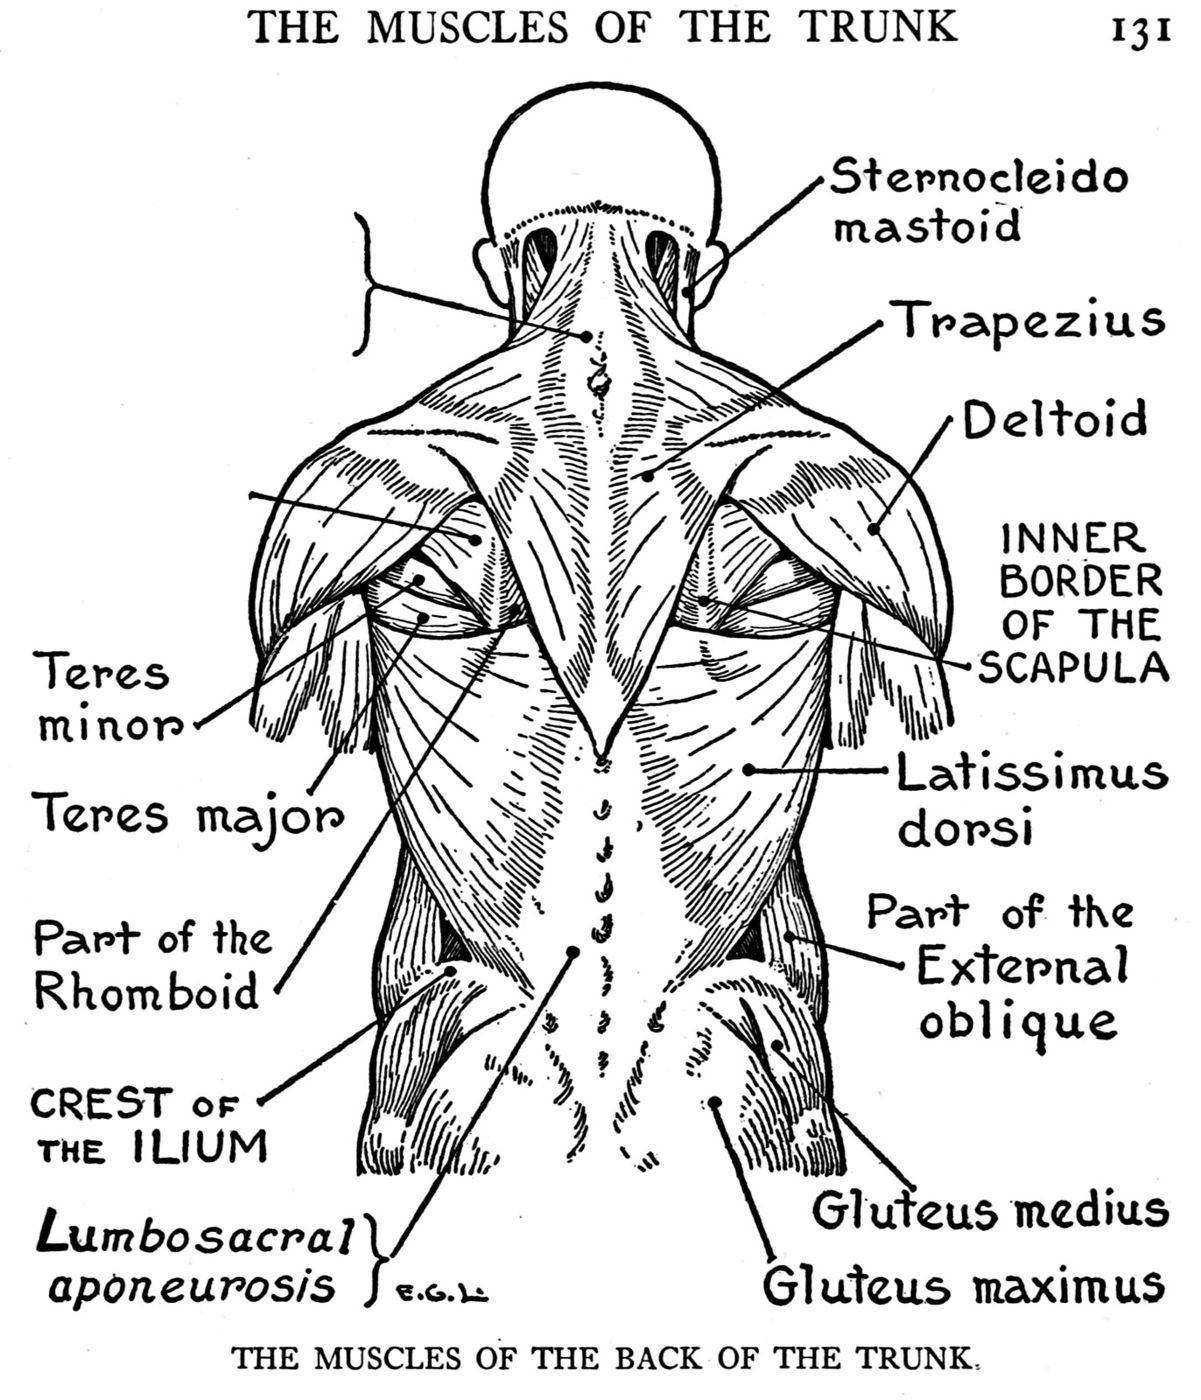 THE MUSCLES OF THE TRUNK 131
Sternocleido
mastoid
Trapezius
Deltoid
INNER
BORDER
OF THE
SCAPULA
Teres
minor
Teres major
Latissimus
dorsi
Part of the
Rhomboid
Part of the
External
oblique
CREST OF
THE ILIUM
Lumbosacral
aponeurosis
E.G.L.
Gluteus medius
Gluteus maximus
THE MUSCLES OF THE BACK OF THE TRUNK.